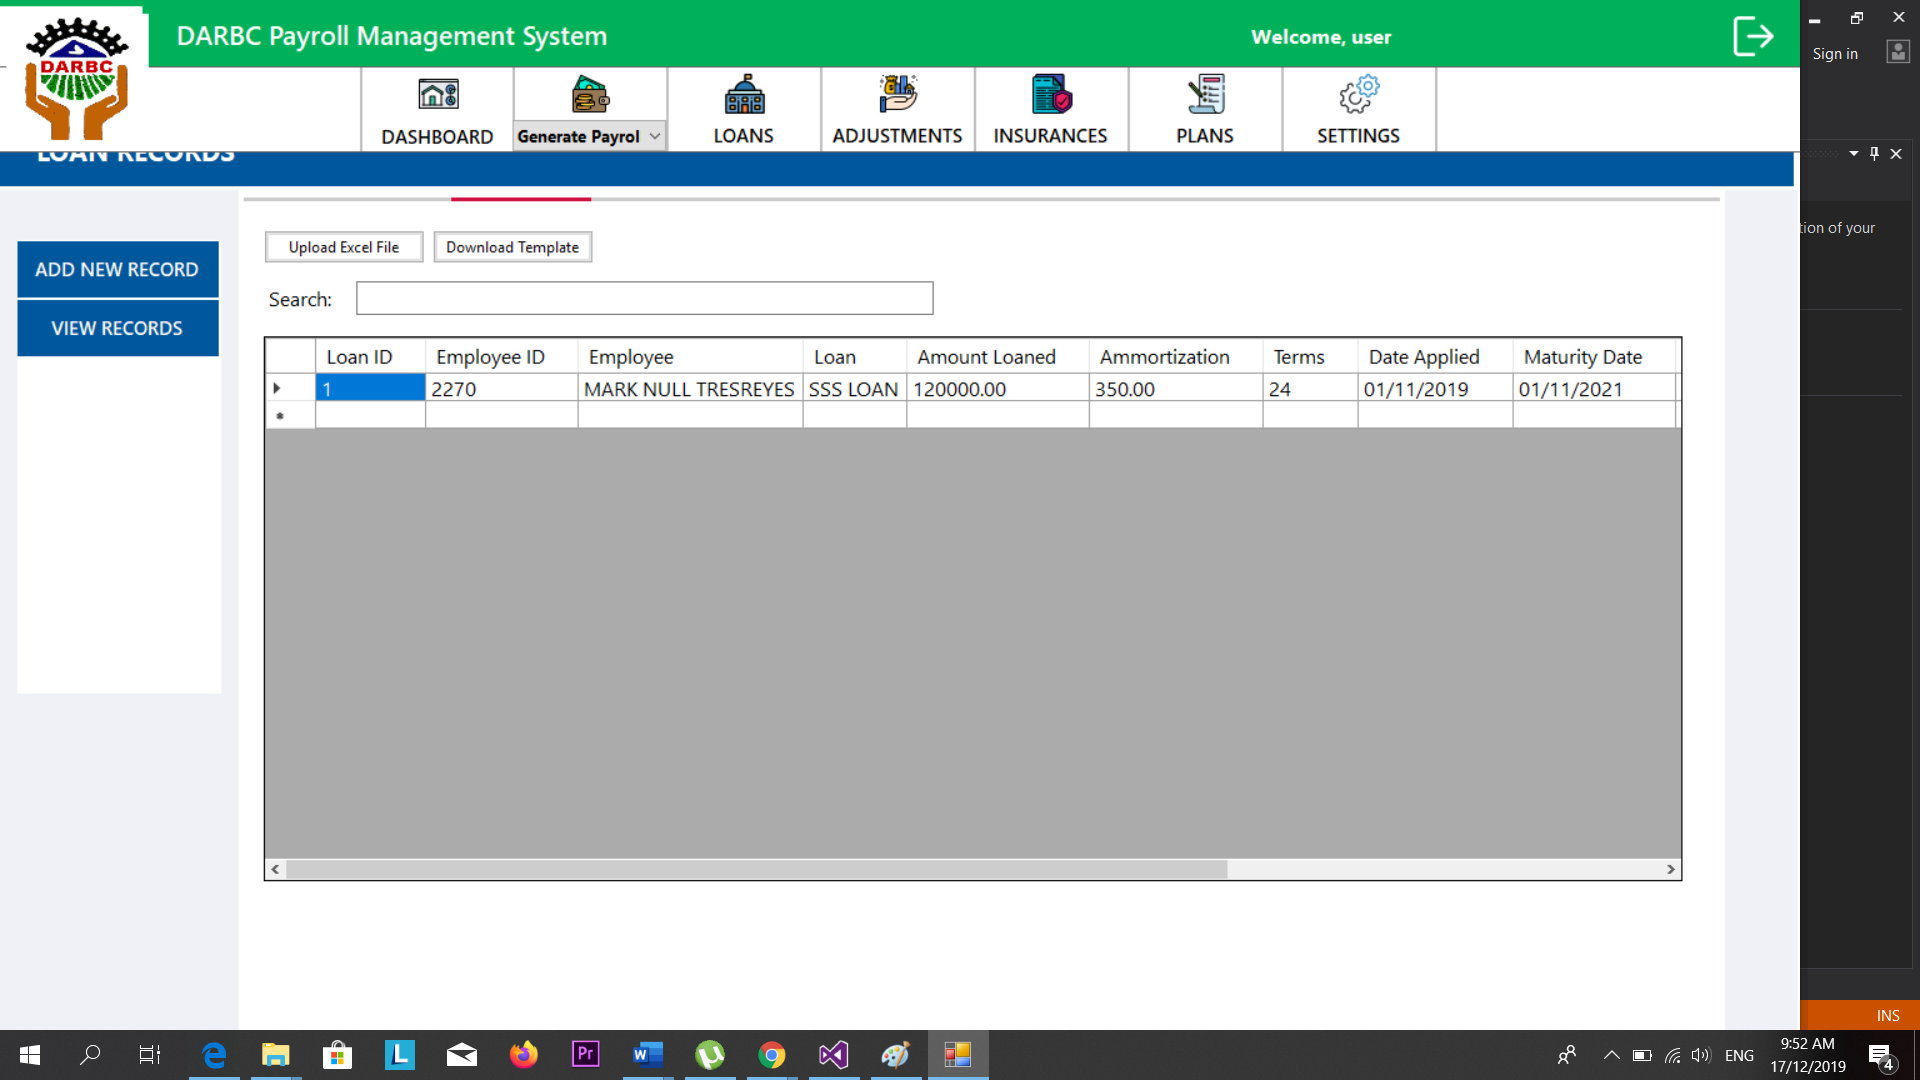 DARBC Payroll Management System
Welcome, user
Sign in
DARBC
DASHBOARD
Generate Payrol
LOANS
ADJUSTMENTS
INSURANCES
PLANS
SETTINGS
LOAN RECORDS
tion of your
ADD NEW RECORD
VIEW RECORDS
Upload Excel File
Download Template
Search:
Loan ID Employee ID Employee Loan Amount Loaned Ammortization Terms Date Applied Maturity Date
1 2270 MARK NULL TRESREYES SSS LOAN 120000.00 350.00 24 01/11/2019 01/11/2021
INS
L
Pr
W
ENG
9:52 AM
17/12/2019
4